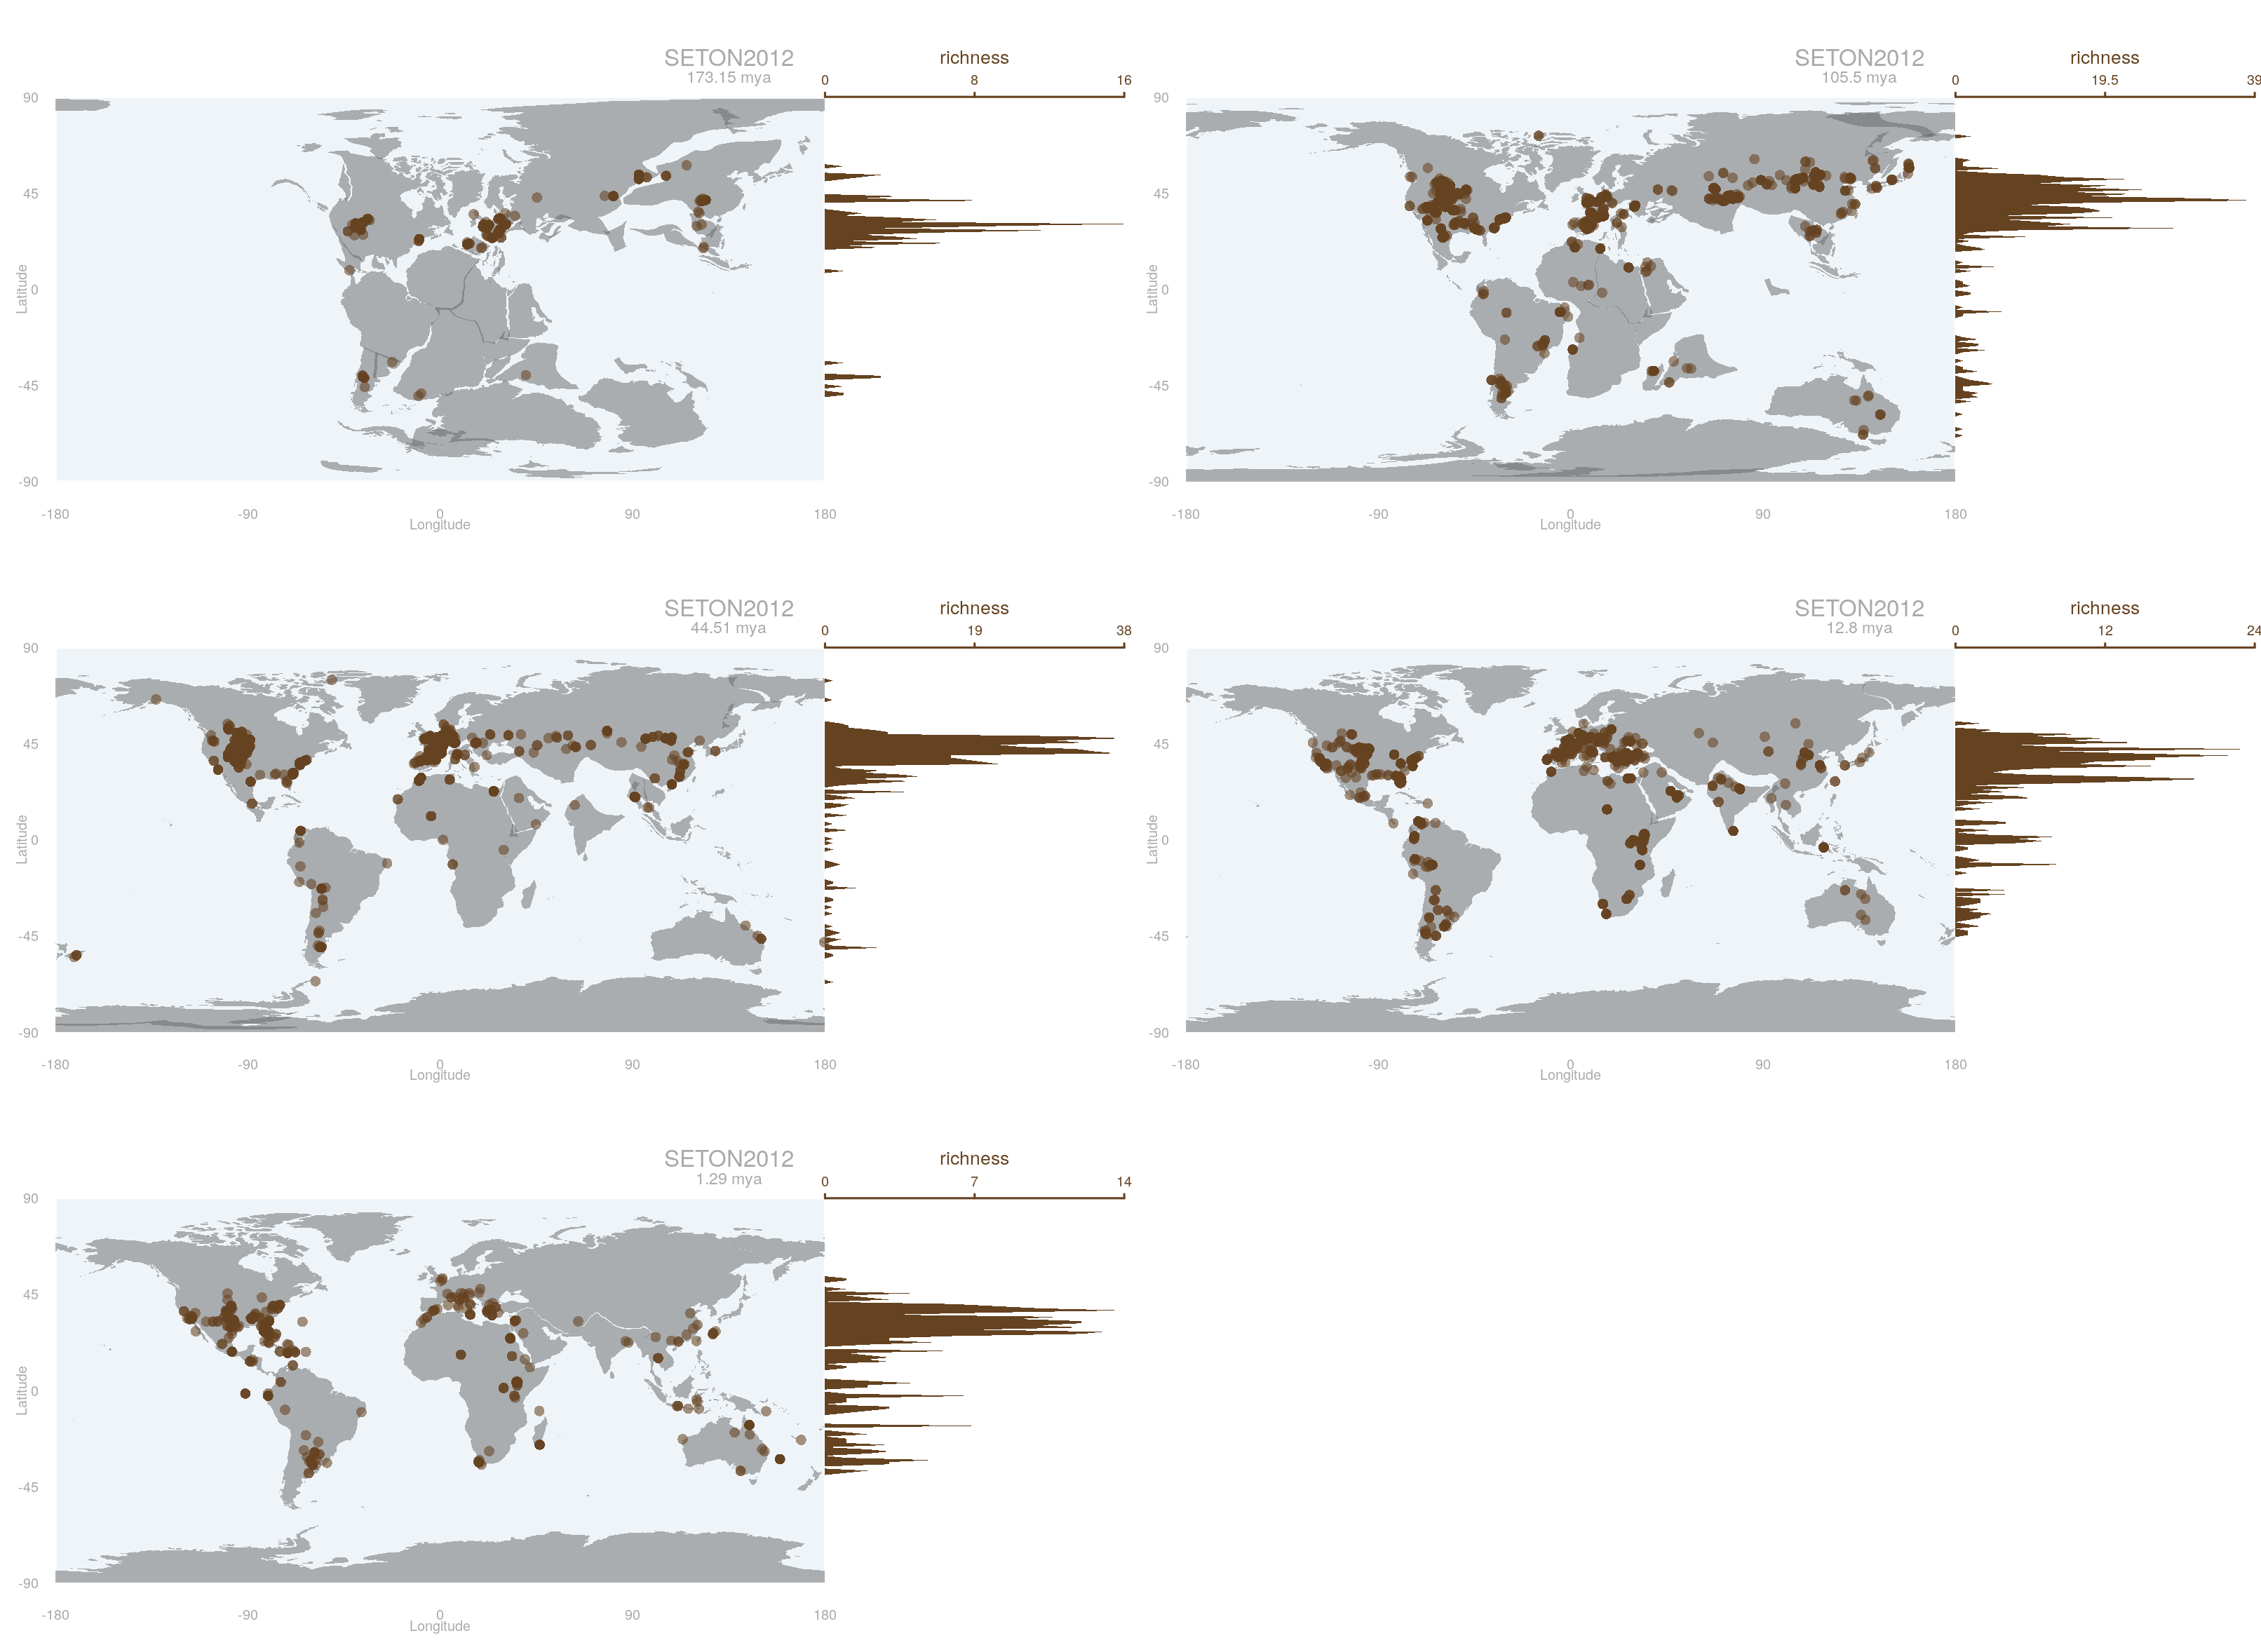 SETON2012
173.15 mya
richness
0 8 16
90
45
0
-45
-90
Latitude
-180 -90 0 90 180
Longitude
SETON2012
105.5 mya
richness
0 19.5 39
90
45
0
-45
-90
Latitude
-180 -90 0 90 180
Longitude
SETON2012
44.51 mya
richness
0 19 38
90
45
0
-45
-90
Latitude
-180 -90 0 90 180
Longitude
SETON2012
12.8 mya
richness
0 12 24
90
45
0
-45
-90
Latitude
-180 -90 0 90 180
Longitude
SETON2012
1.29 mya
richness
0 7 14
90
45
0
-45
-90
Latitude
-180 -90 0 90 180
Longitude